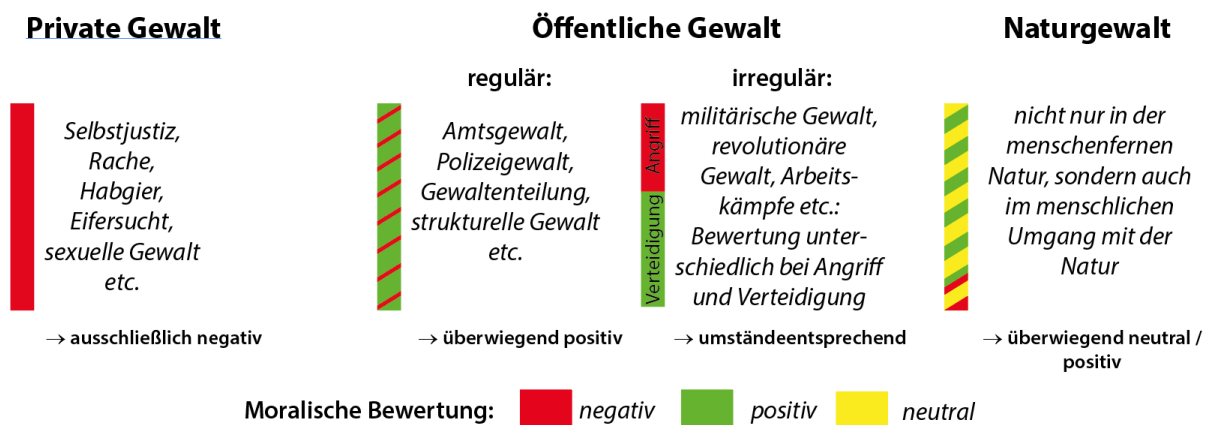 Private Gewalt
Öffentliche Gewalt
Naturgewalt
regulär:
irregulär:
Selbstjustiz,
Rache,
Habgier,
Eifersucht,
sexuelle Gewalt
etc.
→ ausschließlich negativ
Amtsgewalt,
Polizeigewalt,
Gewaltenteilung,
strukturelle Gewalt
etc.
→ überwiegend positiv
Angriff
Verteidigung
militärische Gewalt,
revolutionäre
Gewalt, Arbeits-
kämpfe etc.:
Bewertung unter-
schiedlich bei Angriff
und Verteidigung
→ umständeentsprechend
nicht nur in der
menschenfernen
Natur, sondern auch
im menschlichen
Umgang mit der
Natur
→ überwiegend neutral /
positiv
Moralische Bewertung:
negativ
positiv
neutral